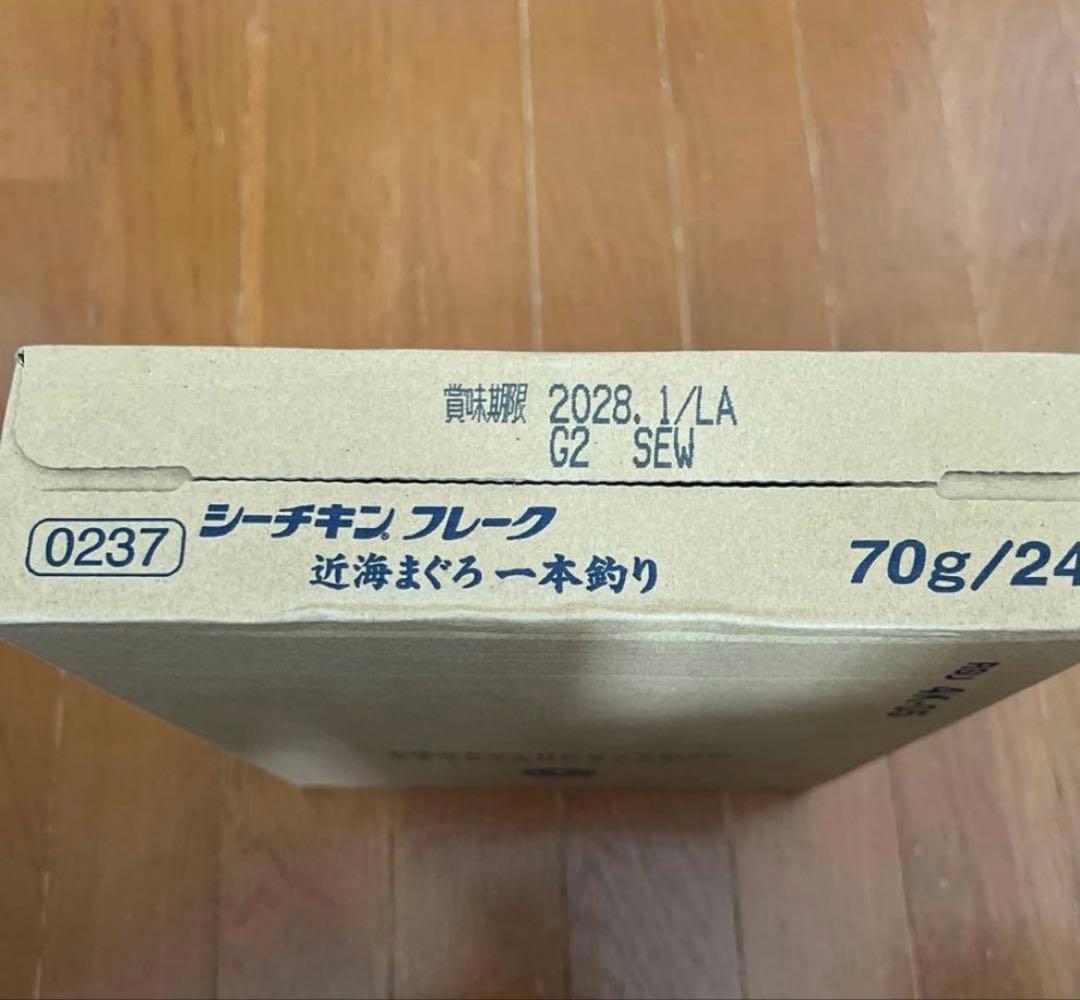 賞味期限 2028.1/LA
G2 SEW
0237 シーチキンフレーク
近海まぐろ 一本釣り
70g/24